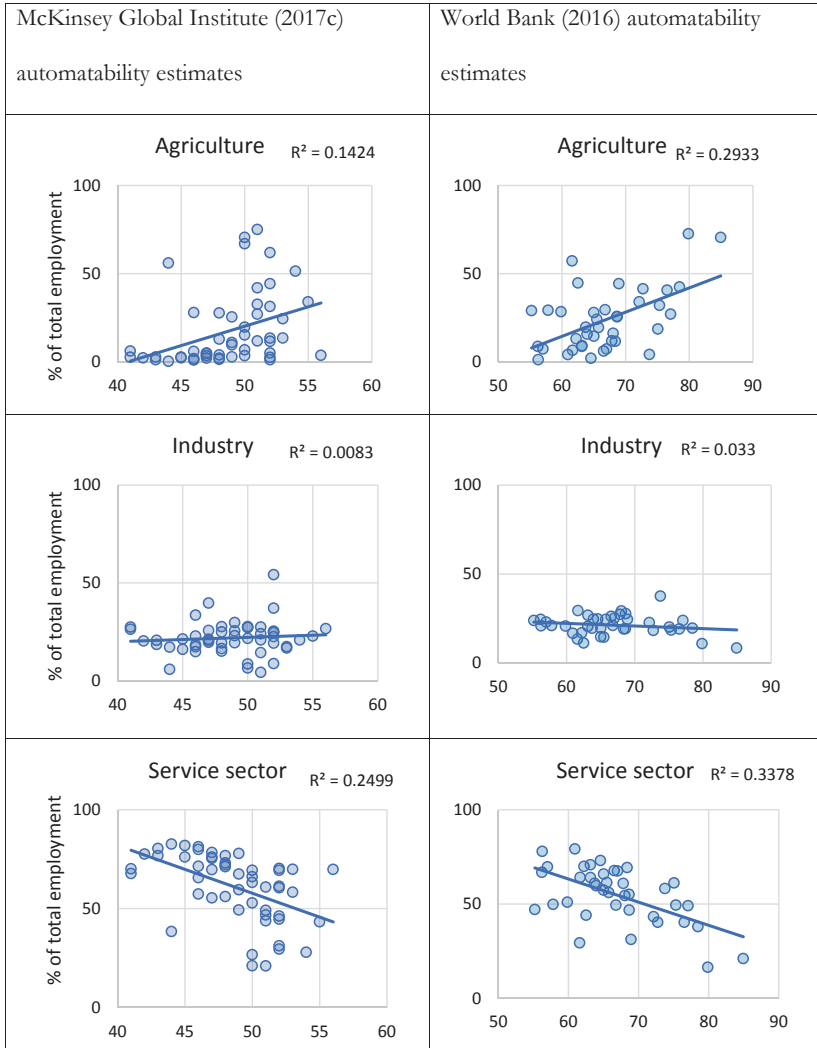 McKinsey Global Institute (2017c)
automatability estimates
World Bank (2016) automatability
estimates
Agriculture
R² = 0.1424
% of total employment
100
50
0
40
45
50
55
60
Agriculture
R² = 0.2933
100
50
0
50
60
70
80
90
Industry
R² = 0.0083
% of total employment
100
50
0
40
45
50
55
60
Industry
R² = 0.033
100
50
0
50
60
70
80
90
Service sector
R² = 0.2499
% of total employment
100
50
0
40
45
50
55
60
Service sector
R² = 0.3378
100
50
0
50
60
70
80
90